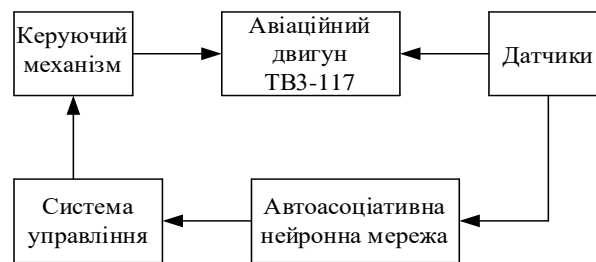 Керуючий
механізм
Авіаційний
двигун
ТВ3-117
Датчики
Система
управління
Автоасоціативна
нейронна мережа